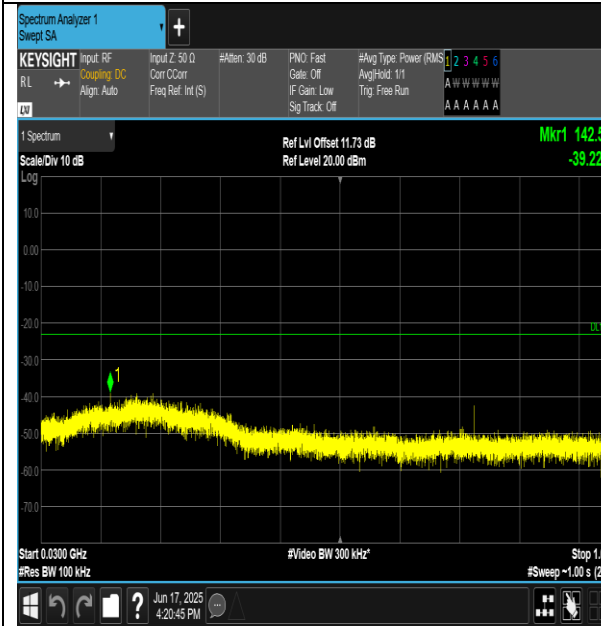 Spectrum Analyzer 1
Swept SA
+
KEYSIGHT Input: RF Input Z: 50 Ω #Atten: 30 dB PNO: Fast #Avg Type: Power (RMS 1 2 3 4 5 6
RL Coupling: DC Corr CCorr Gate: Off Avg|Hold: 1/1 A W W W W W
Align: Auto Freq Ref: Int (S) IF Gain: Low Trig: Free Run
LXI Sig Track: Off A A A A A A
1 Spectrum Ref Lvl Offset 11.73 dB Mkr1 142.5
Scale/Div 10 dB Ref Level 20.00 dBm -39.22
Log
10.0
0.00
-10.0
-20.0
-30.0
1
-40.0
-50.0
-60.0
-70.0
Start 0.0300 GHz #Video BW 300 kHz* Stop 1.
#Res BW 100 kHz #Sweep ~1.00 s (2
? Jun 17, 2025
4:20:45 PM